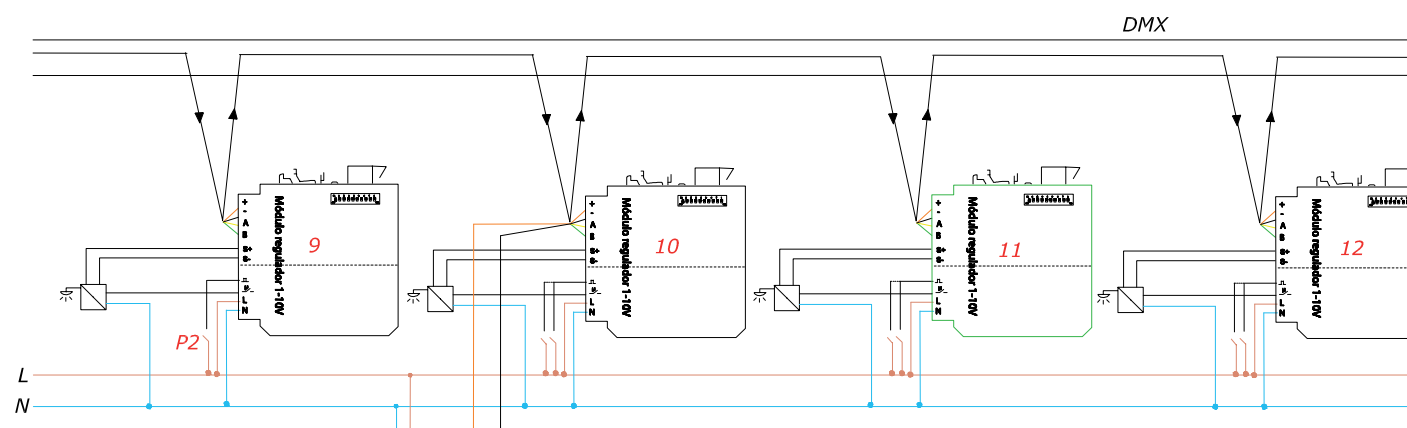 DMX
+
-
A
B
S+
S-
L
N
Módulo regulador 1-10V
9
+
-
A
B
S+
S-
L
N
Módulo regulador 1-10V
10
+
-
A
B
S+
S-
L
N
Módulo regulador 1-10V
11
+
-
A
B
S+
S-
L
N
Módulo regulador 1-10V
12
P2
L
N